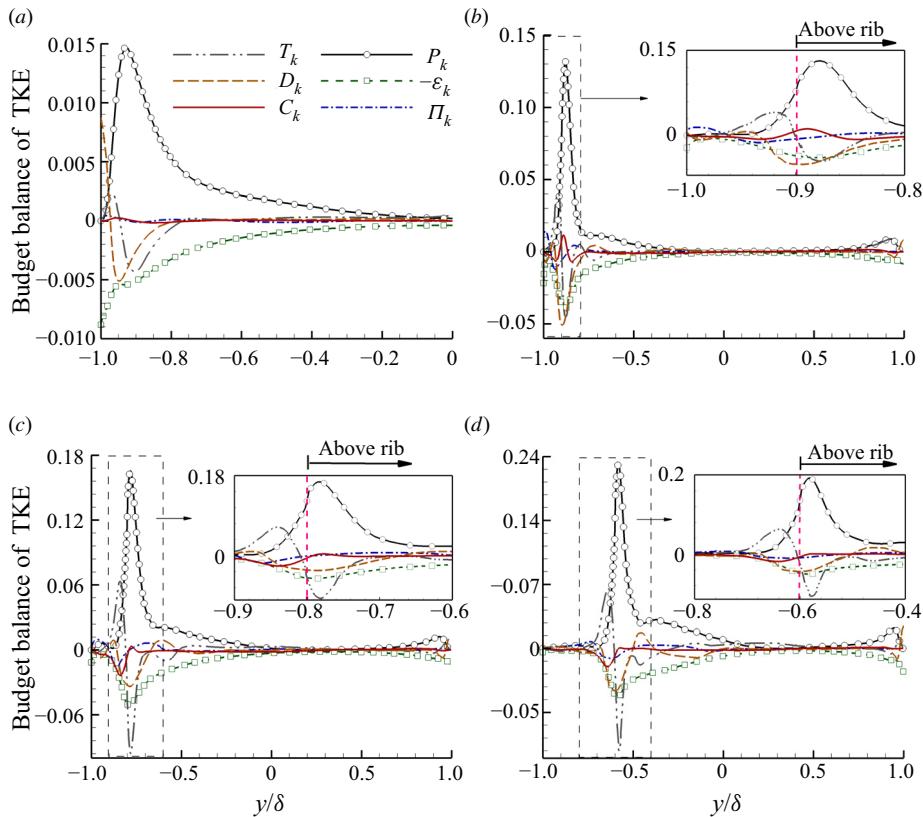 (a)
Budget balance of TKE
0.015
0.010
0.005
0
−0.005
−0.010
−1.0 −0.8 −0.6 −0.4 −0.2 0
T_k P_k
D_k −ε_k
C_k Π_k
(b)
0.15
0.13
0.10
0.07
0.05
0
−0.05
−1.0 −0.5 0 0.5 1.0
Above rib
0.15
0
−1.0 −0.9 −0.8
(c)
Budget balance of TKE
0.18
0.12
0.06
0
−0.06
−1.0 −0.5 0 0.5 1.0
y/δ
Above rib
0.18
0
−0.9 −0.8 −0.7 −0.6
(d)
0.24
0.14
−0.07
0
−0.05
−1.0 −0.5 0 0.5 1.0
y/δ
Above rib
0.2
0
−0.8 −0.6 −0.4